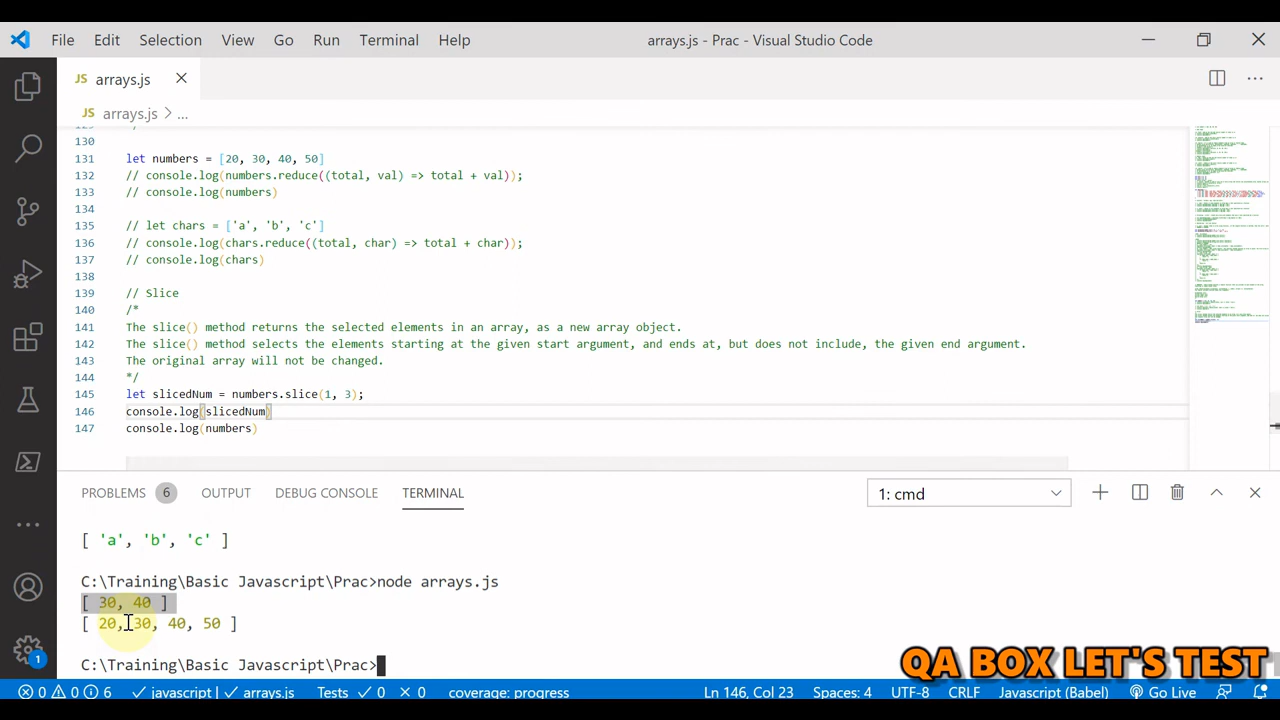 File Edit Selection View Go Run Terminal Help
arrays.js - Prac - Visual Studio Code
JS arrays.js
JS arrays.js > ...
129
130
131 let numbers = [20, 30, 40, 50]
132 // console.log(numbers.reduce((total, val) => total + val));
133 // console.log(numbers)
134
135 // let chars = ['a', 'b', 'c']
136 // console.log(chars.reduce((total, char) => total + char))
137 // console.log(chars)
138
139 // Slice
140 /*
141 The slice() method returns the selected elements in an array, as a new array object.
142 The slice() method selects the elements starting at the given start argument, and ends at, but does not include, the given end argument.
143 The original array will not be changed.
144 */
145 let slicedNum = numbers.slice(1, 3);
146 console.log(slicedNum)
147 console.log(numbers)
PROBLEMS 6 OUTPUT DEBUG CONSOLE TERMINAL
1: cmd
[ 'a', 'b', 'c' ]
C:\Training\Basic Javascript\Prac>node arrays.js
[ 30, 40 ]
[ 20, 30, 40, 50 ]
C:\Training\Basic Javascript\Prac>
1
QA BOX LET'S TEST
0 0 6 javascript | arrays.js Tests 0 0 coverage: progress Ln 146, Col 23 Spaces: 4 UTF-8 CRLF Javascript (Babel) Go Live